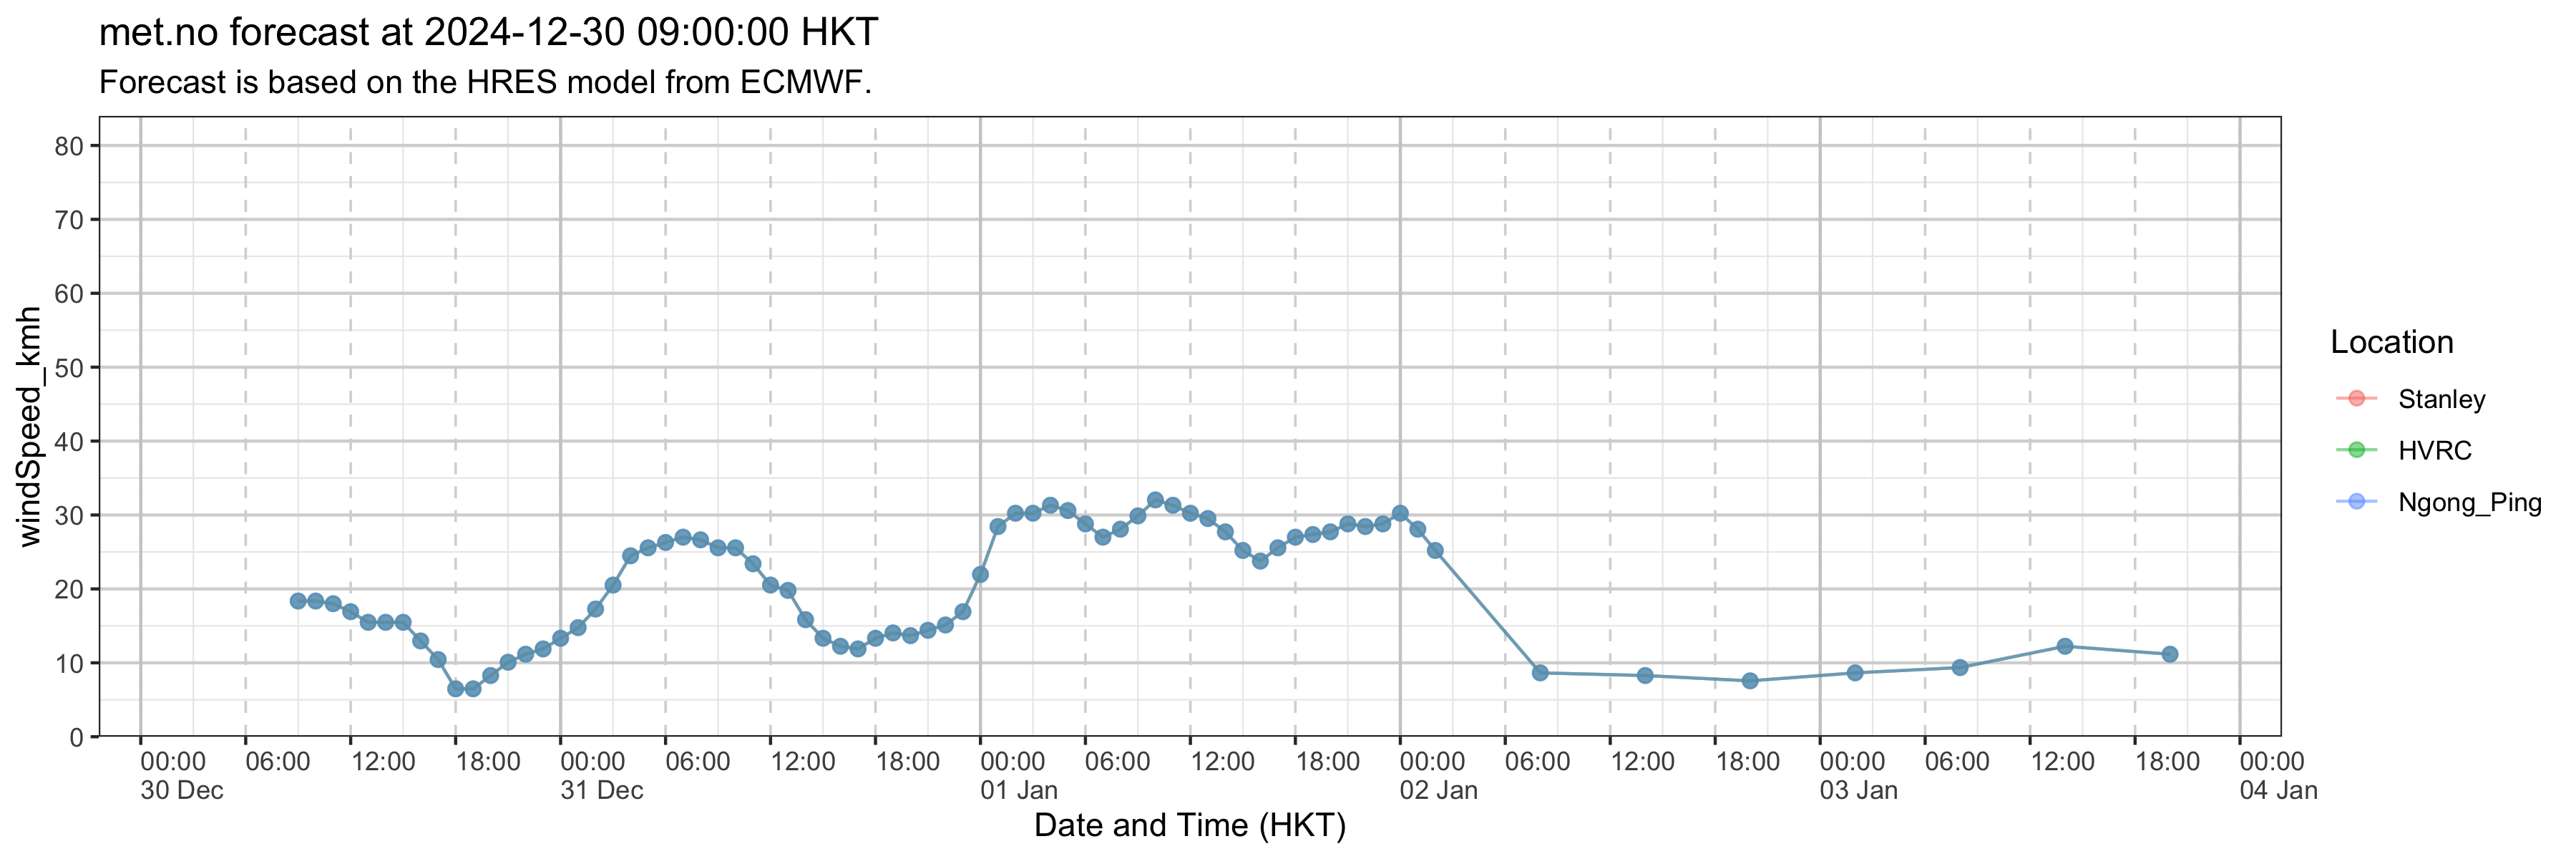 met.no forecast at 2024-12-30 09:00:00 HKT
Forecast is based on the HRES model from ECMWF.
windSpeed_kmh
80
70
60
50
40
30
20
10
0
00:00 06:00 12:00 18:00 00:00 06:00 12:00 18:00 00:00 06:00 12:00 18:00 00:00 06:00 12:00 18:00 00:00 06:00 12:00 18:00 00:00
30 Dec 31 Dec 01 Jan 02 Jan 03 Jan 04 Jan
Date and Time (HKT)
Location
Stanley
HVRC
Ngong_Ping